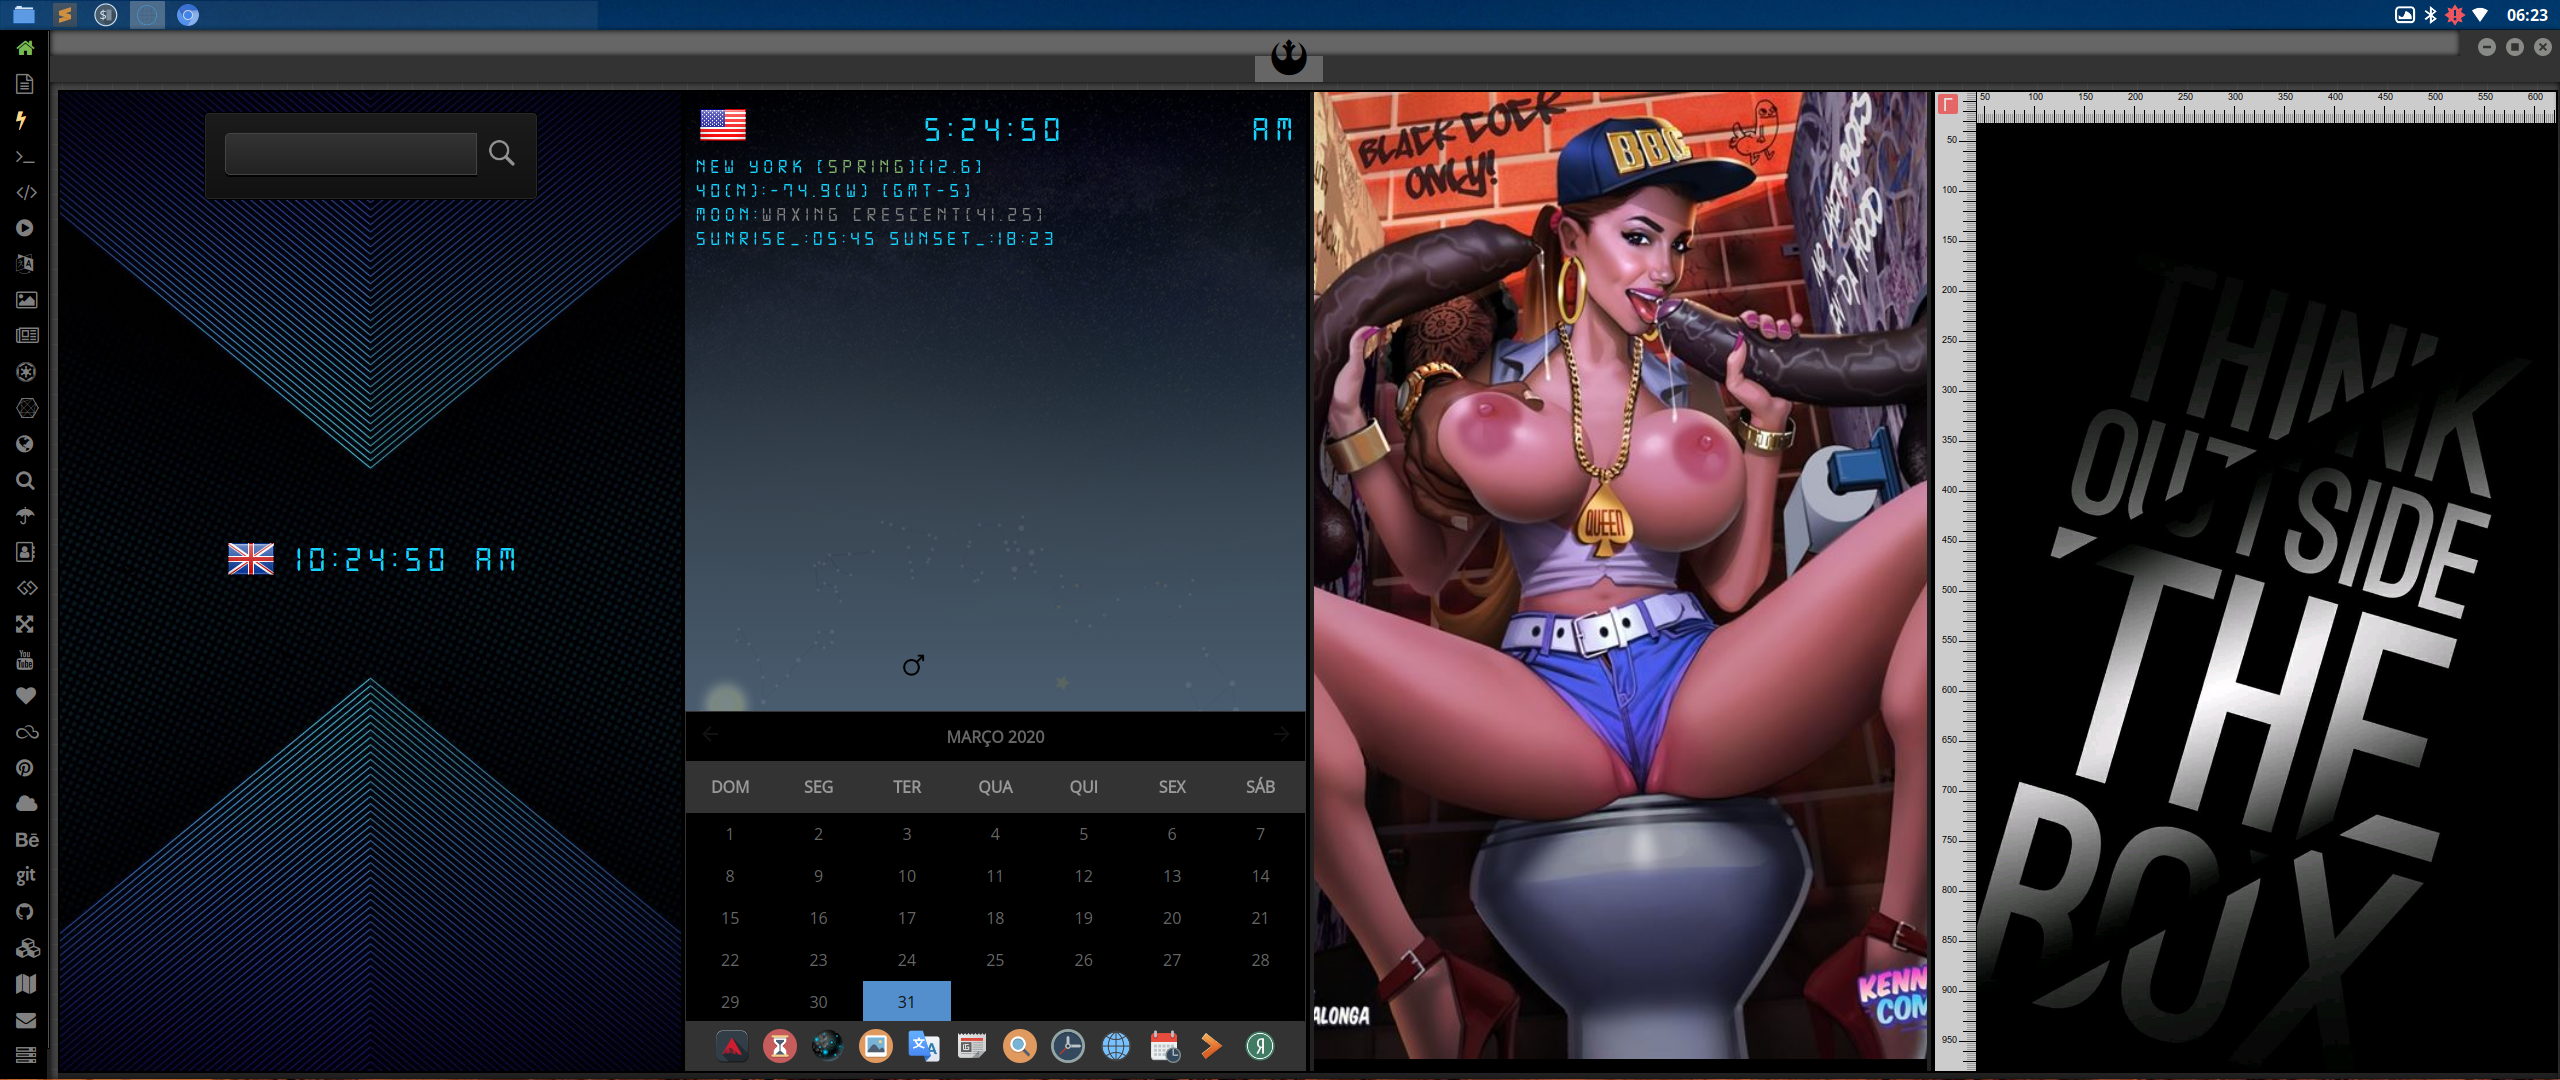 06:23
5:24:50 AM
NEW YORK [SPRING][12.6]
40(N):-74.9(W) [GMT-5]
MOON:WAXING CRESCENT[41.25]
SUNRISE_:05:45 SUNSET_:18:23
10:24:50 AM
MARÇO 2020
DOM SEG TER QUA QUI SEX SÁB
1 2 3 4 5 6 7
8 9 10 11 12 13 14
15 16 17 18 19 20 21
22 23 24 25 26 27 28
29 30 31
You
Tube
Bē
git
BLACK COCK
ONLY!
BBC
QUEEN
ALONGA
KENN
COM
50 100 150 200 250 300 350 400 450 500 550 600
50
100
150
200
250
300
350
400
450
500
550
600
650
700
750
800
850
900
950
THINK
OUTSIDE
THE
BOX